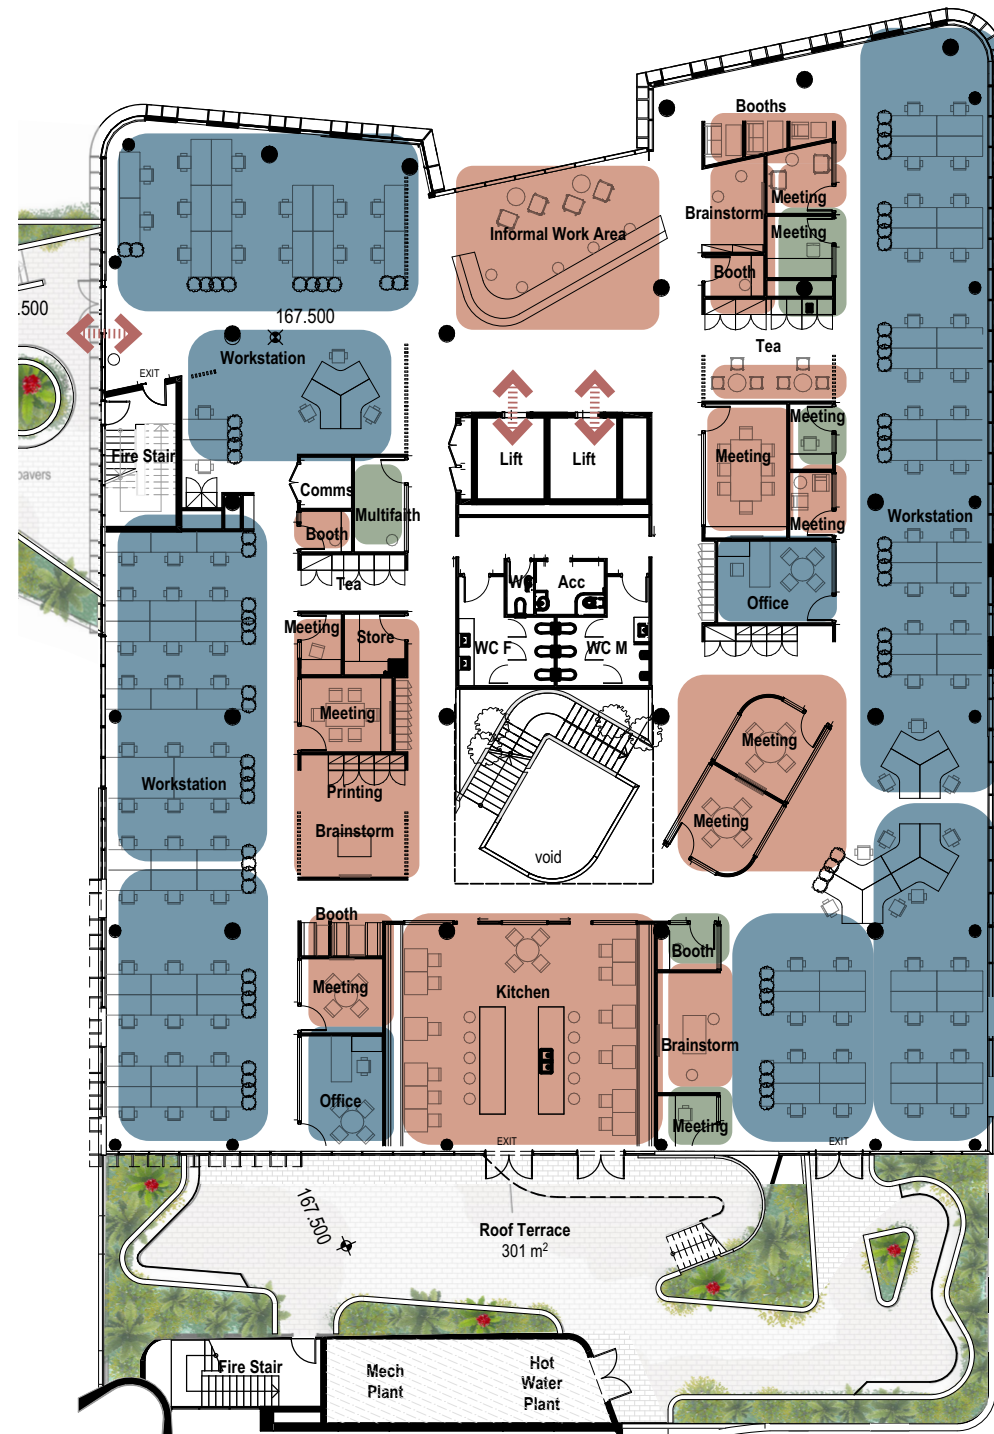 Booths
Meeting
Brainstorm
Meeting
Informal Work Area
Booth
.500
167.500
Tea
Workstation
EXIT
Meeting
Fire Stair
Lift
Lift
Meeting
Comms
Multifaith
Booth
Meeting
Workstation
pavers
Tea
WC
Acc
Office
Meeting
Store
WC F
WC M
Meeting
Meeting
Workstation
Printing
Meeting
Brainstorm
void
Booth
Booth
Meeting
Kitchen
Brainstorm
Office
Meeting
EXIT
EXIT
167.500
Roof Terrace
301 m²
Fire Stair
Mech
Plant
Hot
Water
Plant